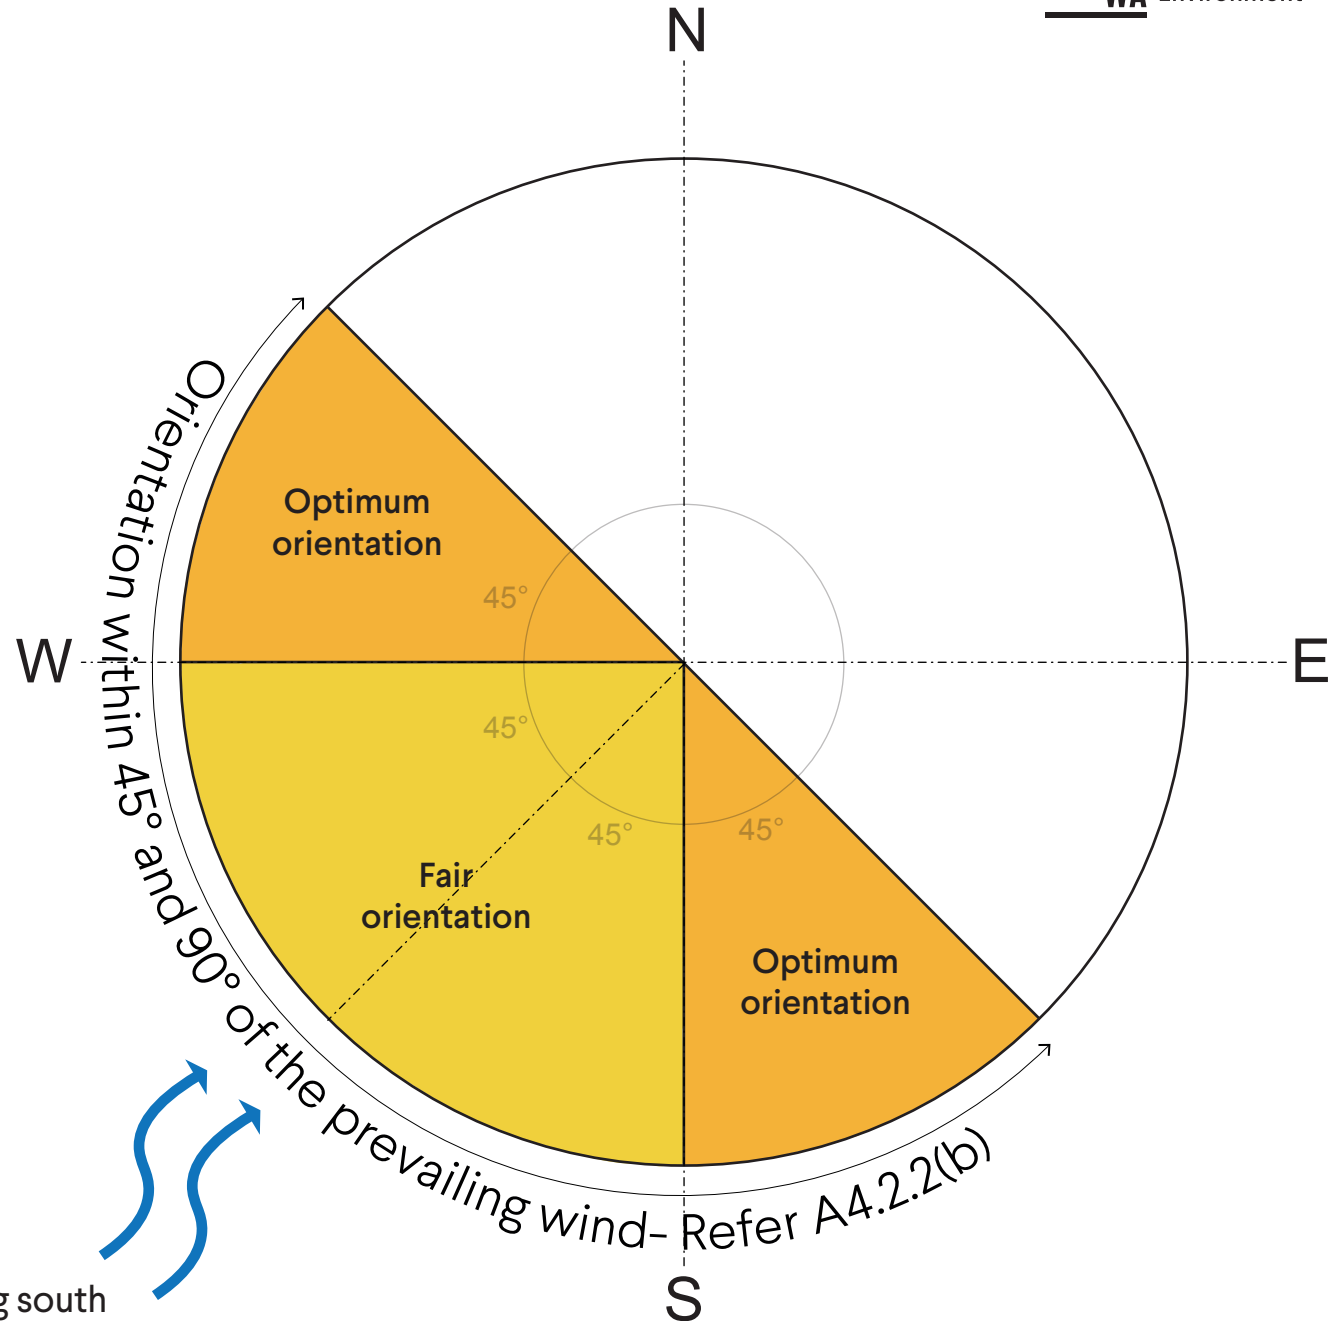 WA
N
Orientation within 45° and 90° of the prevailing wind- Refer A4.2.2(b)
Optimum
orientation
45°
W
E
45°
45°
45°
Fair
orientation
Optimum
orientation
south
S